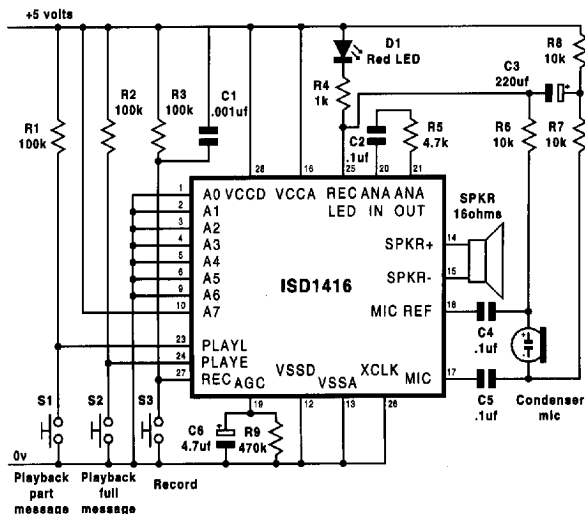 +5 volts
D1
Red LED
R8
10k
C3
220uf
R2
100k
R3
100k
C1
.001uf
R4
1k
R1
100k
C2
.1uf
R5
4.7k
R6
10k
R7
10k
28
16
25
20
21
VCCD
VCCA
REC
LED
ANA
IN
ANA
OUT
SPKR
16ohms
1
A0
2
A1
3
A2
4
A3
5
A4
6
A5
9
A6
10
A7
SPKR+
14
SPKR-
15
ISD1416
MIC REF
18
C4
.1uf
23
PLAYL
24
PLAYE
27
REC
AGC
VSSD
VSSA
XCLK
MIC
17
C5
.1uf
Condenser
mic
19
12
13
26
S1
S2
S3
C6
4.7uf
R9
470k
0v
Playback
part
message
Playback
full
message
Record